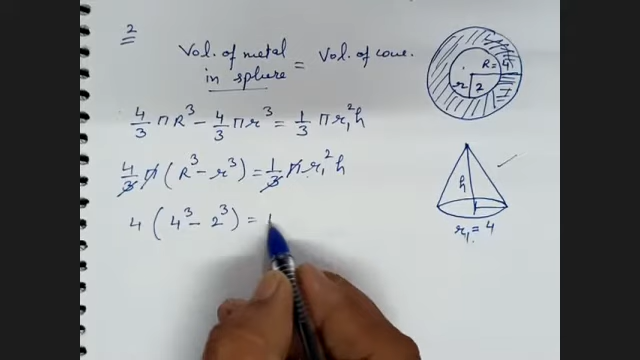 2
Vol. of metal in sphere = Vol. of cone.
4/3 πR³ − 4/3 πr³ = 1/3 πr₁²h
4/3 π (R³ − r³) = 1/3 π r₁² h
4 ( 4³ − 2³ ) =
R = 4
r 2
h
r₁ = 4